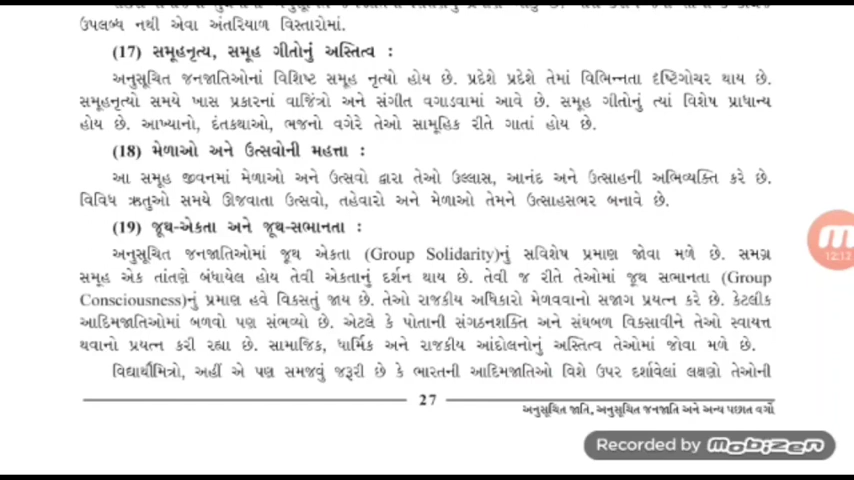 ઉપલબ્ધ નથી એવા અંતરિયાળ વિસ્તારોમાં.
(17) સમૂહનૃત્ય, સમૂહ ગીતોનું અસ્તિત્વ :
અનુસૂચિત જનજાતિઓનાં વિશિષ્ટ સમૂહ નૃત્યો હોય છે. પ્રદેશે પ્રદેશે તેમાં વિભિન્નતા દૃષ્ટિગોચર થાય છે.
સમૂહનૃત્યો સમયે ખાસ પ્રકારનાં વાજિંત્રો અને સંગીત વગાડવામાં આવે છે. સમૂહ ગીતોનું ત્યાં વિશેષ પ્રાધાન્ય
હોય છે. આખ્યાનો, દંતકથાઓ, ભજનો વગેરે તેઓ સામૂહિક રીતે ગાતાં હોય છે.
(18) મેળાઓ અને ઉત્સવોની મહત્તા :
આ સમૂહ જીવનમાં મેળાઓ અને ઉત્સવો દ્વારા તેઓ ઉલ્લાસ, આનંદ અને ઉત્સાહની અભિવ્યક્તિ કરે છે.
વિવિધ ઋતુઓ સમયે ઊજવાતા ઉત્સવો, તહેવારો અને મેળાઓ તેમને ઉત્સાહસભર બનાવે છે.
(19) જૂથ-એકતા અને જૂથ-સભાનતા :
અનુસૂચિત જનજાતિઓમાં જૂથ એકતા (Group Solidarity)નું સવિશેષ પ્રમાણ જોવા મળે છે. સમગ્ર
સમૂહ એક તાંતણે બંધાયેલ હોય તેવી એકતાનું દર્શન થાય છે. તેવી જ રીતે તેઓમાં જૂથ સભાનતા (Group
Consciousness)નું પ્રમાણ હવે વિકસતું જાય છે. તેઓ રાજકીય અધિકારો મેળવવાનો સજાગ પ્રયત્ન કરે છે. કેટલીક
આદિમજાતિઓમાં બળવો પણ સંભવ્યો છે. એટલે કે પોતાની સંગઠનશક્તિ અને સંઘબળ વિકસાવીને તેઓ સ્વાયત્ત
થવાનો પ્રયત્ન કરી રહ્યા છે. સામાજિક, ધાર્મિક અને રાજકીય આંદોલનોનું અસ્તિત્વ તેઓમાં જોવા મળે છે.
વિદ્યાર્થીમિત્રો, અહીં એ પણ સમજવું જરૂરી છે કે ભારતની આદિમજાતિઓ વિશે ઉપર દર્શાવેલાં લક્ષણો તેઓની
27
અનુસૂચિત જાતિ, અનુસૂચિત જનજાતિ અને અન્ય પછાત વર્ગો
12:12
Recorded by mobizen